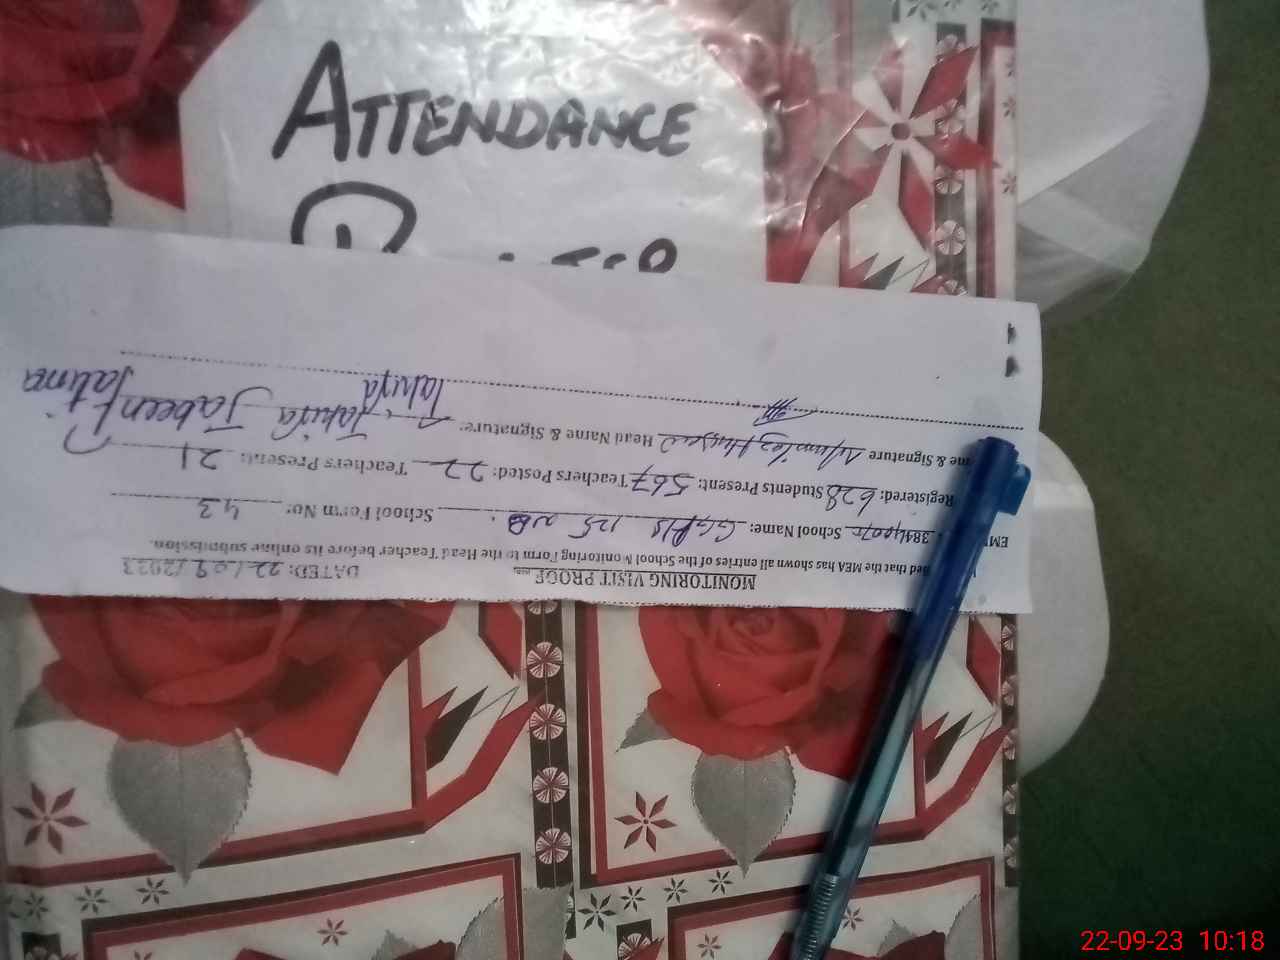 ATTENDANCE
MONITORING VISIT PROOF
DATED: 22/09/2023
ied that the MEA has shown all entries of the School Monitoring Form to the Head Teacher before its online submission.
EMI 38410070 School Name: GGPS 125 NB. School Form No: 43
Registered: 628 Students Present: 567 Teachers Posted: 22 Teachers Present: 21
me & Signature Head Name & Signature: Jabeen Fatima
22-09-23 10:18